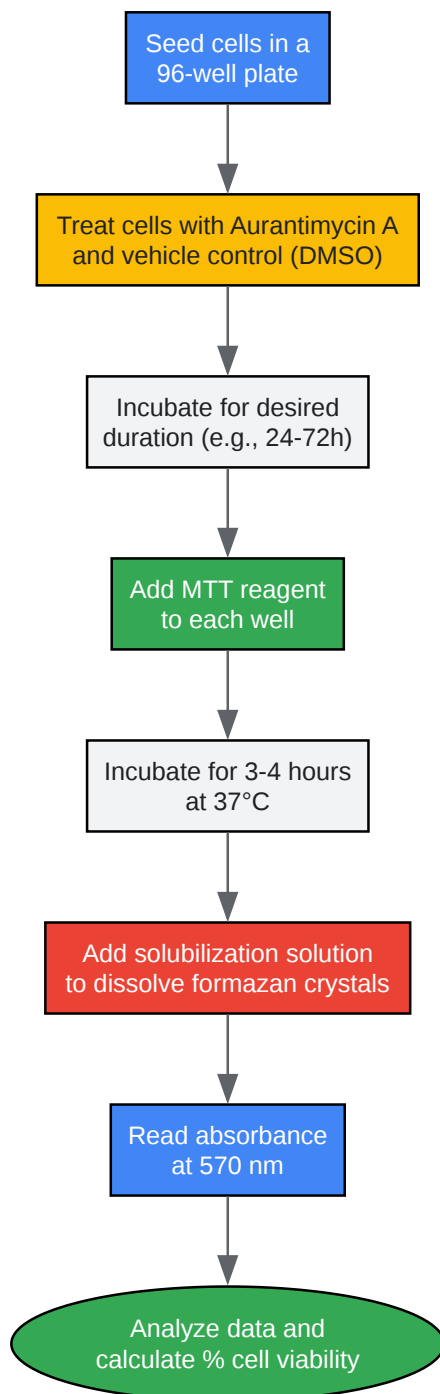 Seed cells in a
96-well plate
Treat cells with Aurantimycin A
and vehicle control (DMSO)
Incubate for desired
duration (e.g., 24-72h)
Add MTT reagent
to each well
Incubate for 3-4 hours
at 37°C
Add solubilization solution
to dissolve formazan crystals
Read absorbance
at 570 nm
Analyze data and
calculate % cell viability